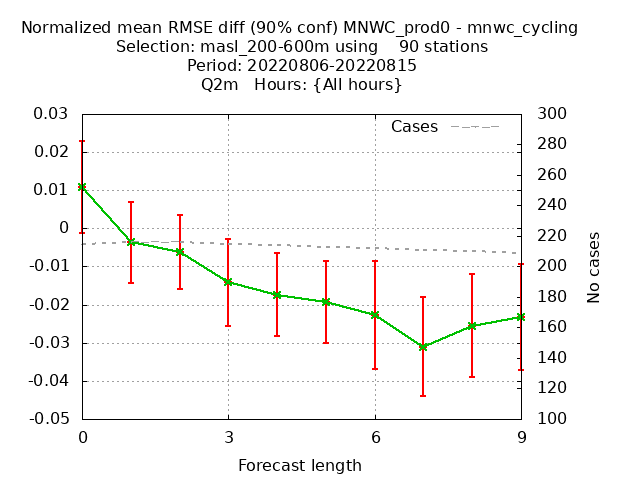 Normalized mean RMSE diff (90% conf) MNWC_prod0 - mnwc_cycling
Selection: masl_200-600m using    90 stations
Period: 20220806-20220815
Q2m   Hours: {All hours}
0.03
0.02
0.01
0
-0.01
-0.02
-0.03
-0.04
-0.05
Cases
300
280
260
240
220
200
180
160
140
120
100
No cases
0 3 6 9
Forecast length